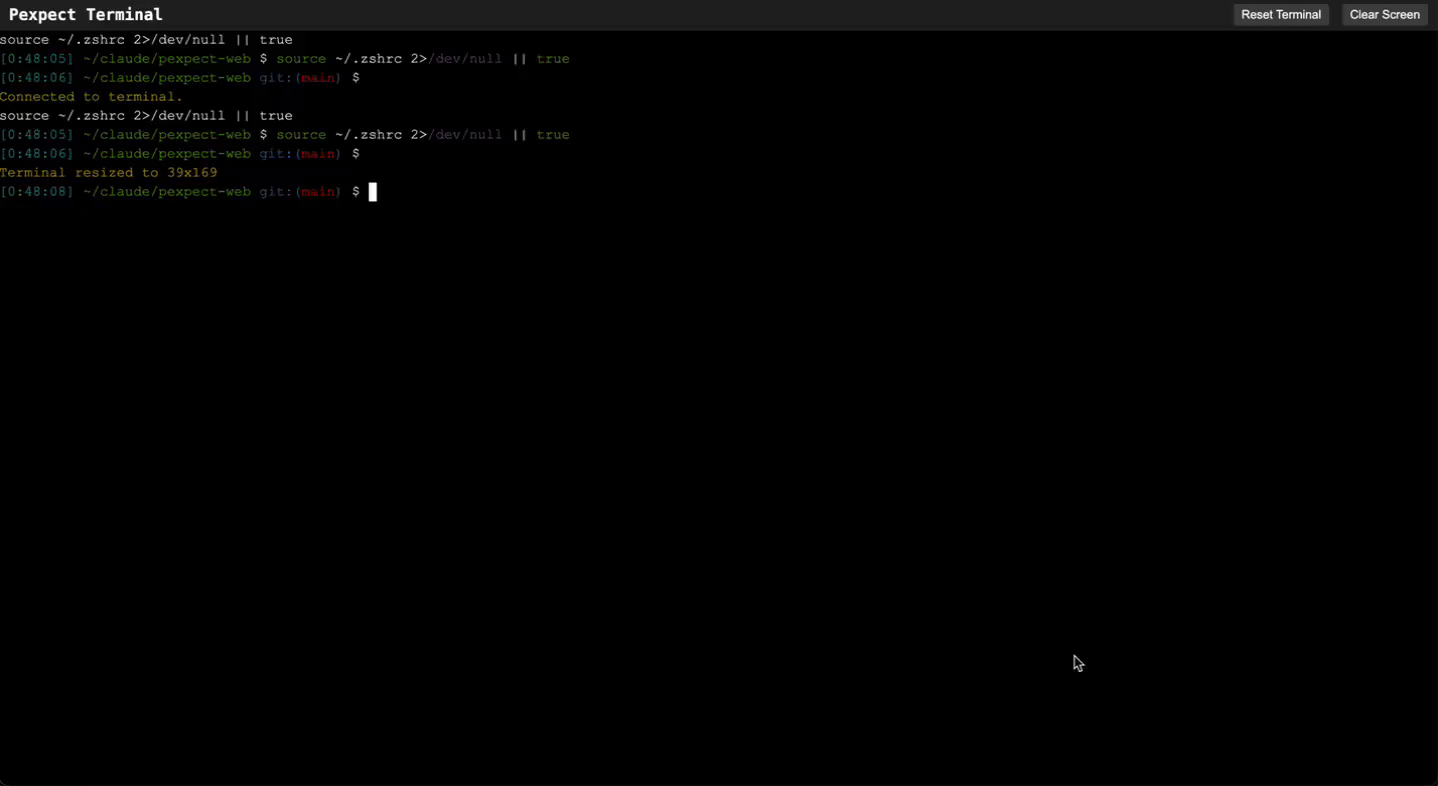 Pexpect Terminal
Reset Terminal
Clear Screen
source ~/.zshrc 2>/dev/null || true
[0:48:05] ~/claude/pexpect-web $ source ~/.zshrc 2>/dev/null || true
[0:48:06] ~/claude/pexpect-web git:(main) $
Connected to terminal.
source ~/.zshrc 2>/dev/null || true
[0:48:05] ~/claude/pexpect-web $ source ~/.zshrc 2>/dev/null || true
[0:48:06] ~/claude/pexpect-web git:(main) $
Terminal resized to 39x169
[0:48:08] ~/claude/pexpect-web git:(main) $